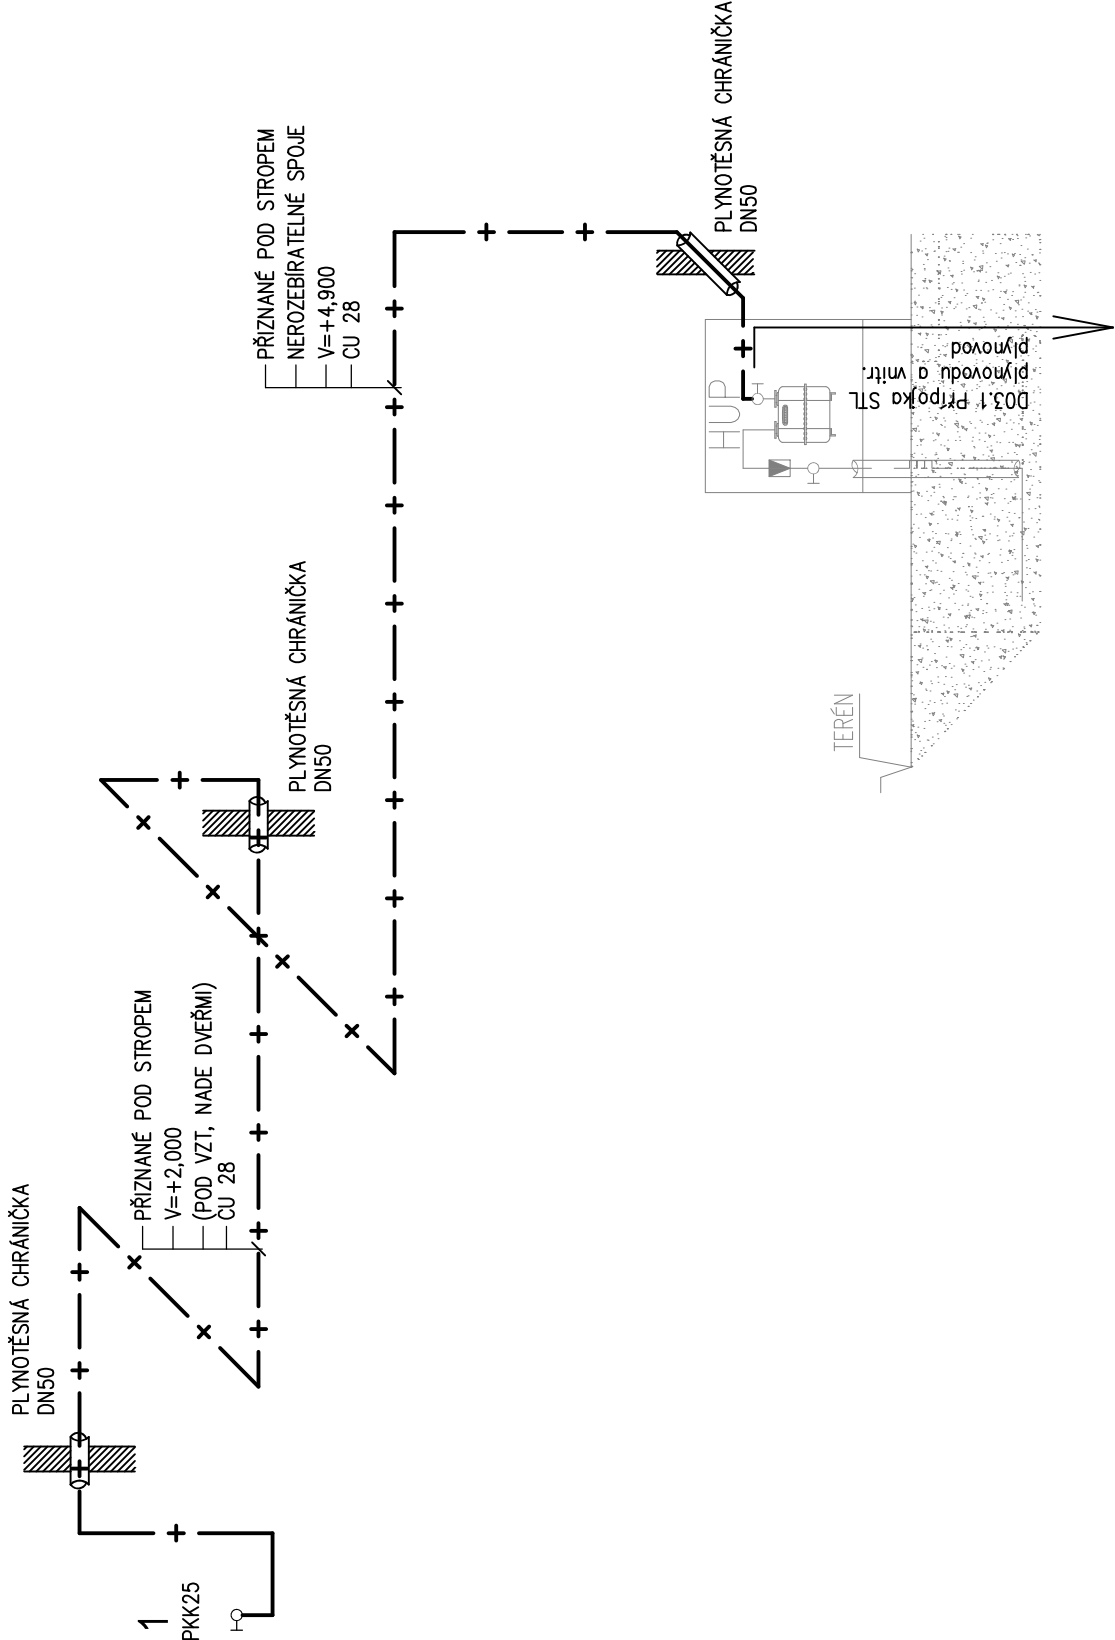 PLYNOTĚSNÁ CHRÁNIČKA
DN50
1
PKK25
PŘIZNANÉ POD STROPEM
V=+2,000
(POD VZT, NADE DVEŘMI)
CU 28
PLYNOTĚSNÁ CHRÁNIČKA
DN50
PŘIZNANÉ POD STROPEM
NEROZEBÍRATELNÉ SPOJE
V=+4,900
CU 28
PLYNOTĚSNÁ CHRÁNIČKA
DN50
HUP
TERÉN
D03.1 Přípojka STL
plynovodu a vnitr.
plynovod